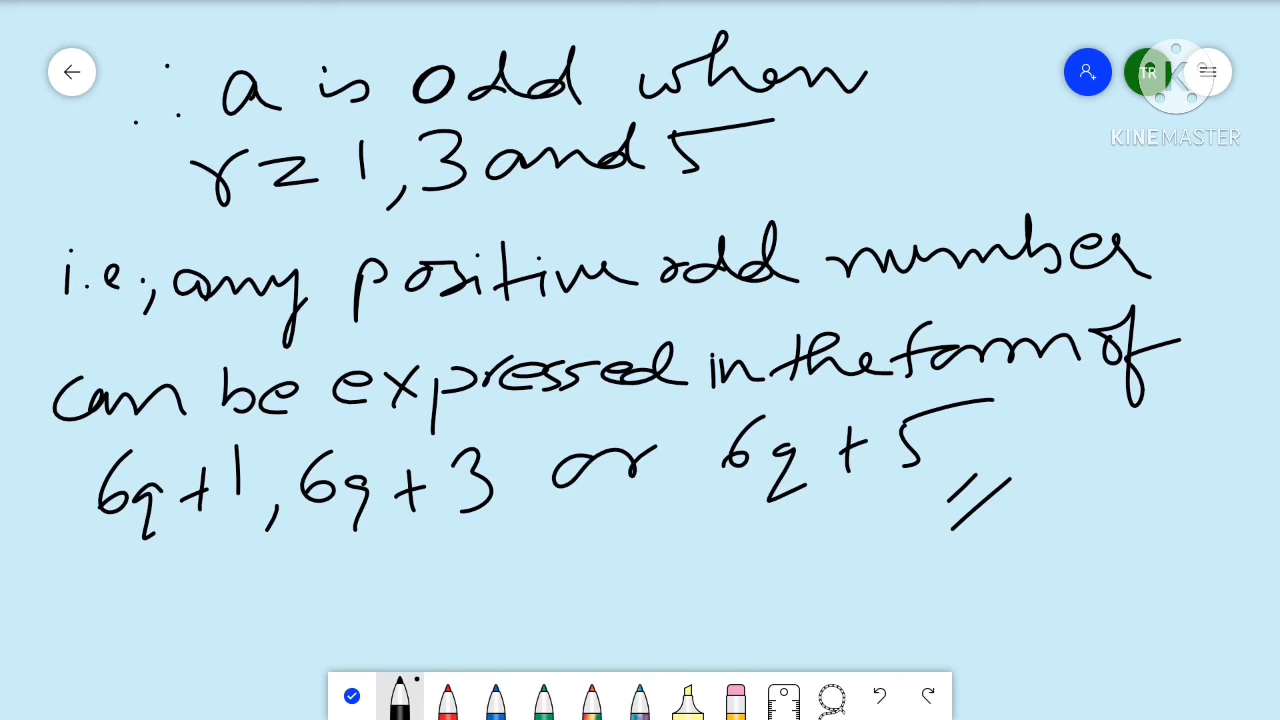 ∴ a is odd when
r = 1, 3 and 5
i.e., any positive odd number
can be expressed in the form of
6q + 1, 6q + 3 or 6q + 5 //
TR
K
KINEMASTER